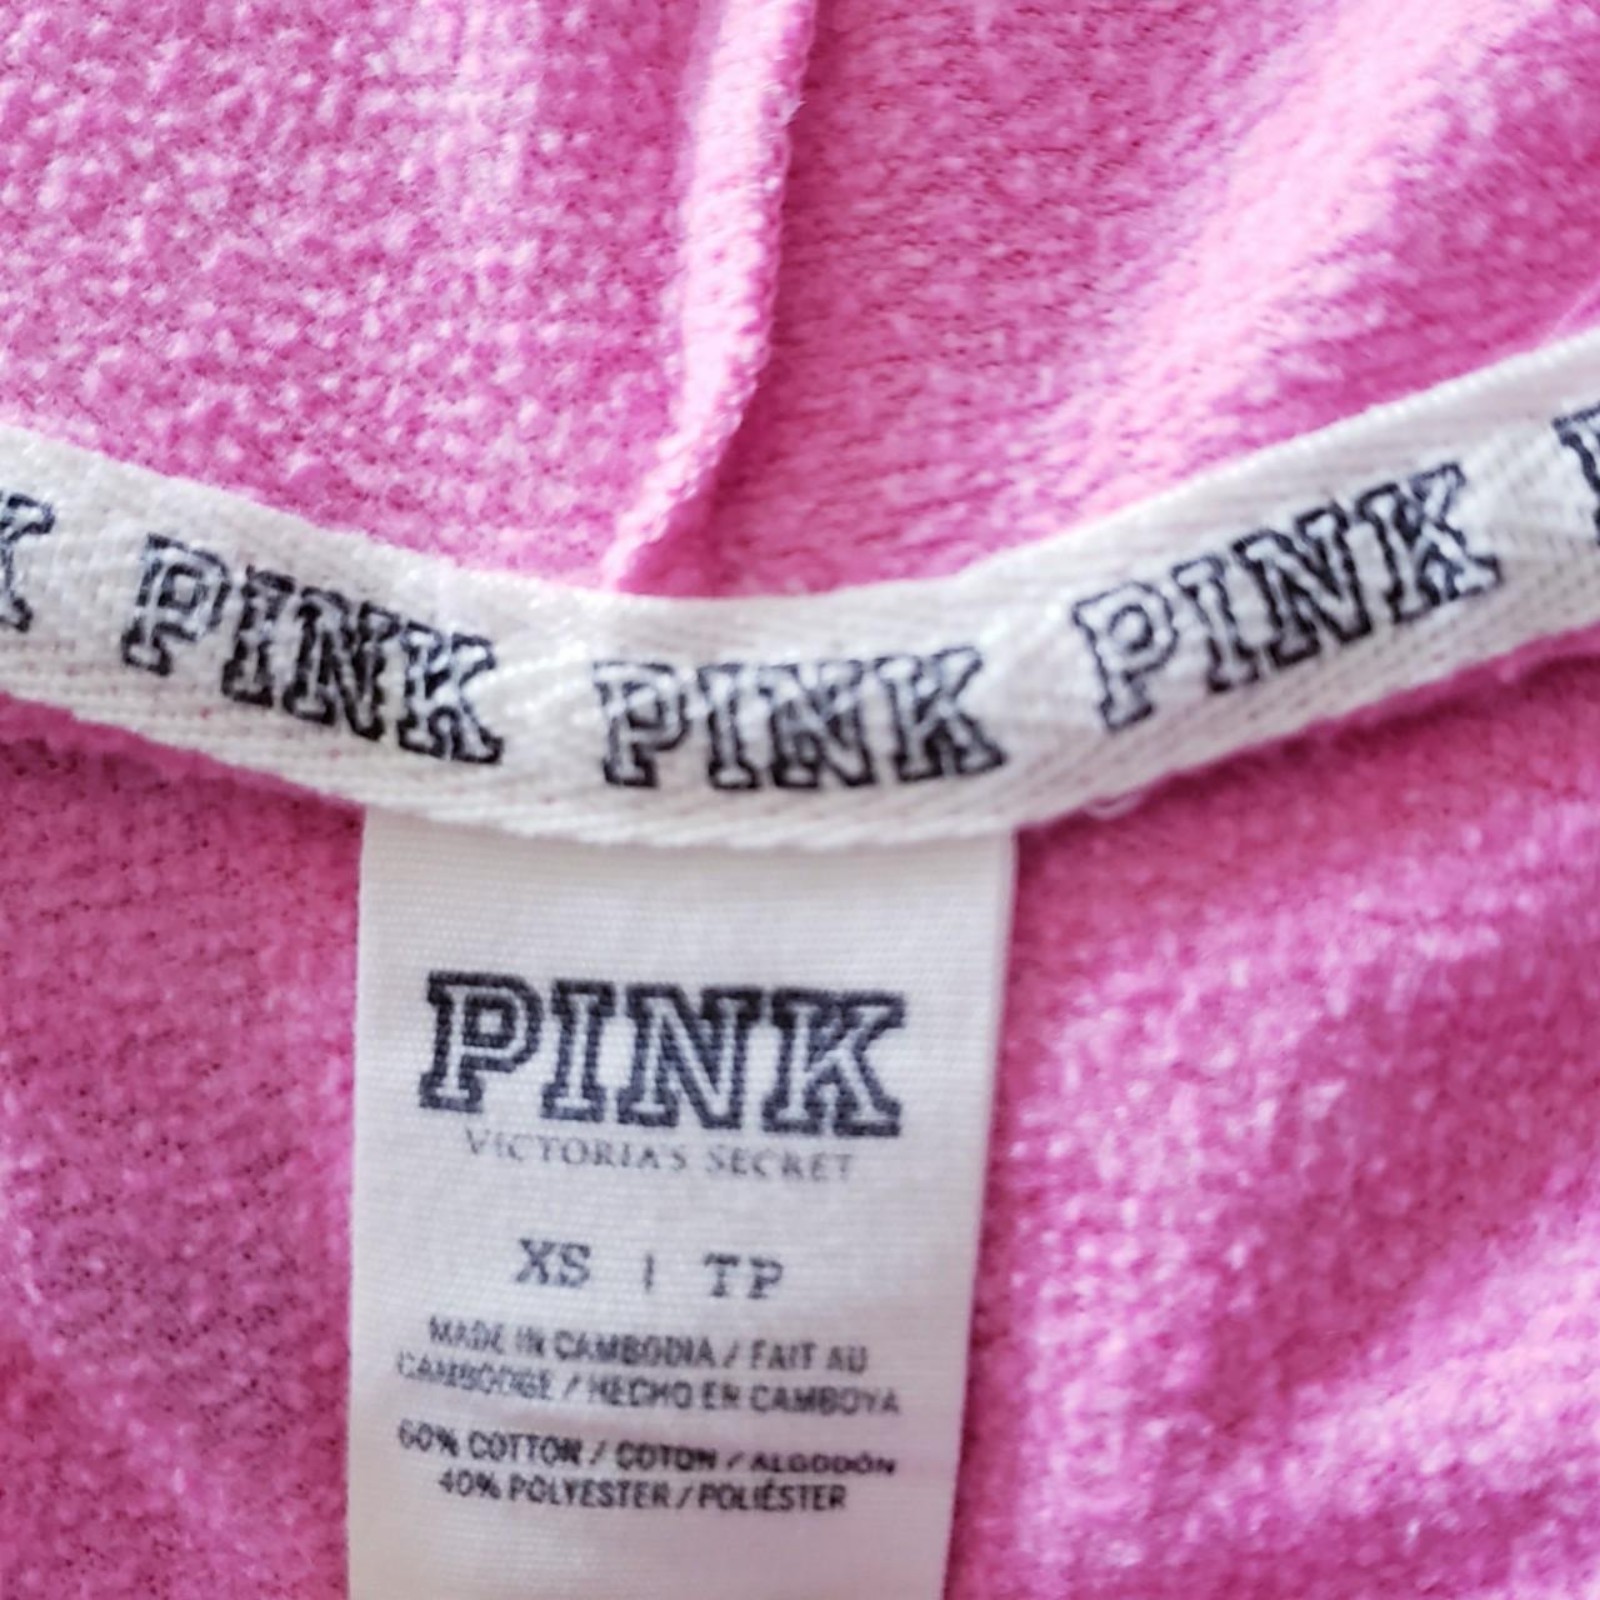 PINK PINK PINK
PINK
VICTORIA'S SECRET
XS | TP
MADE IN CAMBODIA / FAIT AU
CAMBODGE / HECHO EN CAMBOYA
60% COTTON / COTON / ALGODÓN
40% POLYESTER / POLIÉSTER